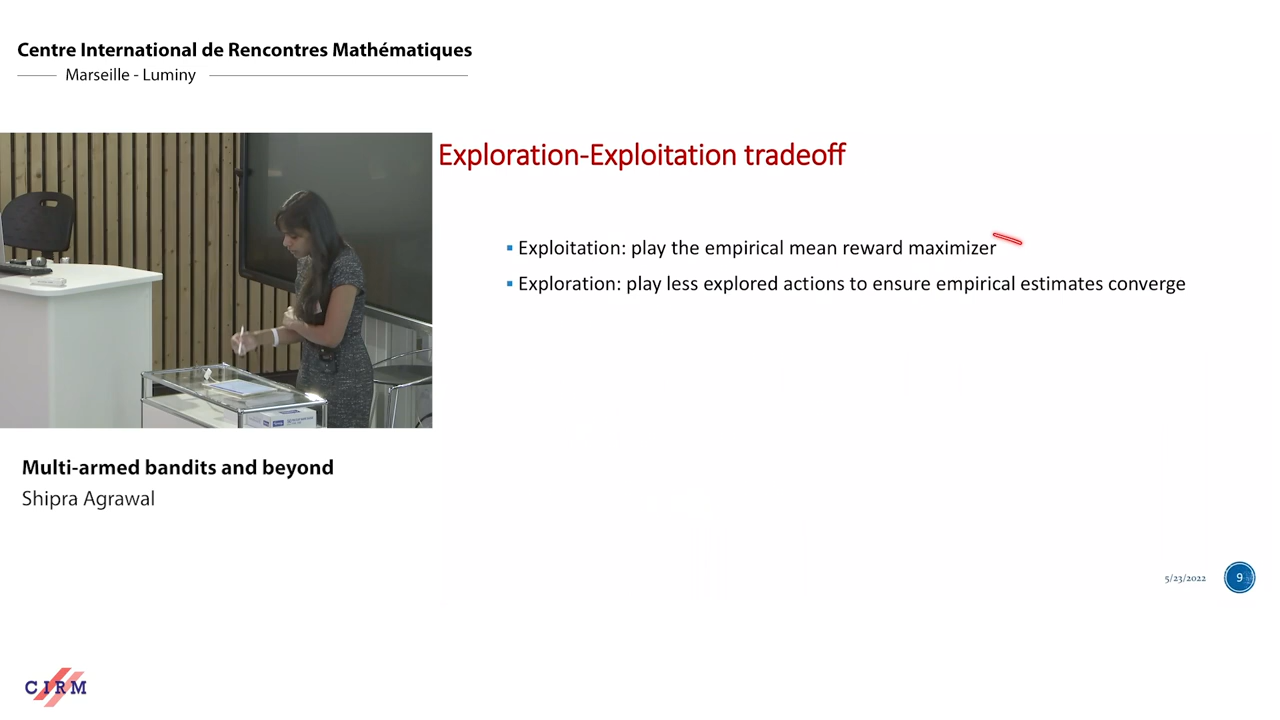 Centre International de Rencontres Mathématiques
Marseille - Luminy
Exploration-Exploitation tradeoff
▪ Exploitation: play the empirical mean reward maximizer
▪ Exploration: play less explored actions to ensure empirical estimates converge
Multi-armed bandits and beyond
Shipra Agrawal
5/23/2022
9
CIRM